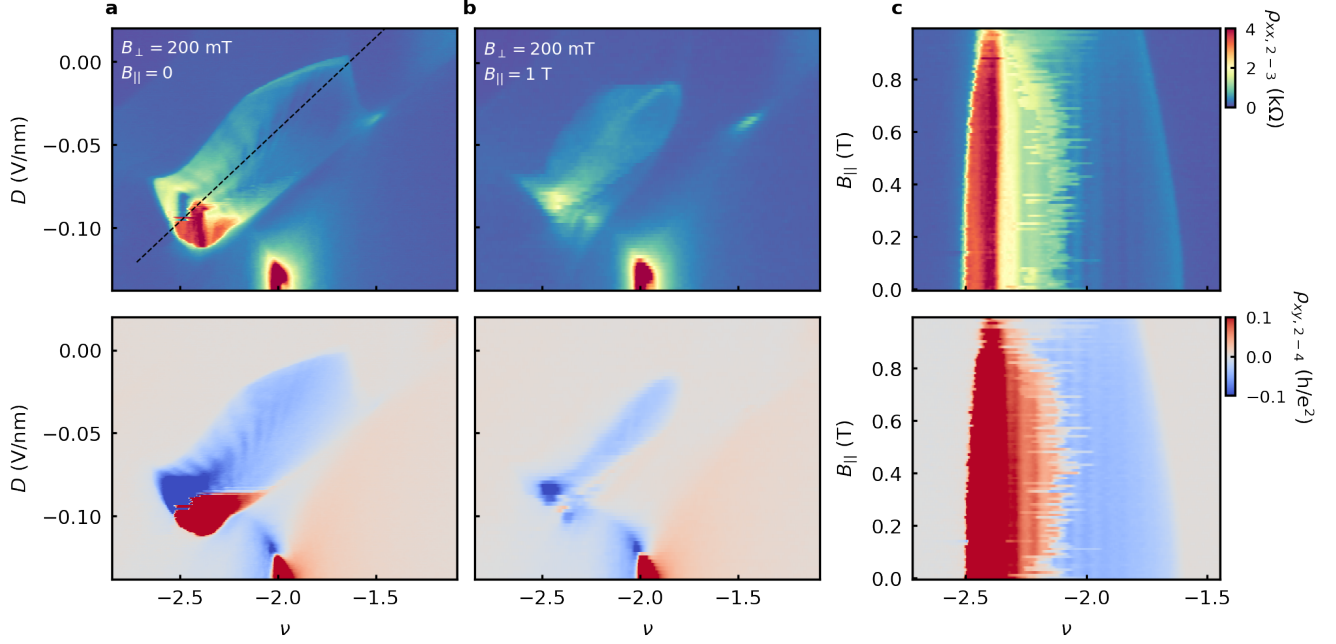 a
b
c
B⊥ = 200 mT
B|| = 0
B⊥ = 200 mT
B|| = 1 T
D (V/nm)
0.00
−0.05
−0.10
B|| (T)
0.8
0.6
0.4
0.2
0.0
4
2
0
ρxx, 2−3 (kΩ)
D (V/nm)
0.00
−0.05
−0.10
B|| (T)
0.8
0.6
0.4
0.2
0.0
0.1
0.0
−0.1
ρxy, 2−4 (h/e²)
−2.5 −2.0 −1.5
−2.5 −2.0 −1.5
−2.5 −2.0 −1.5
ν
ν
ν